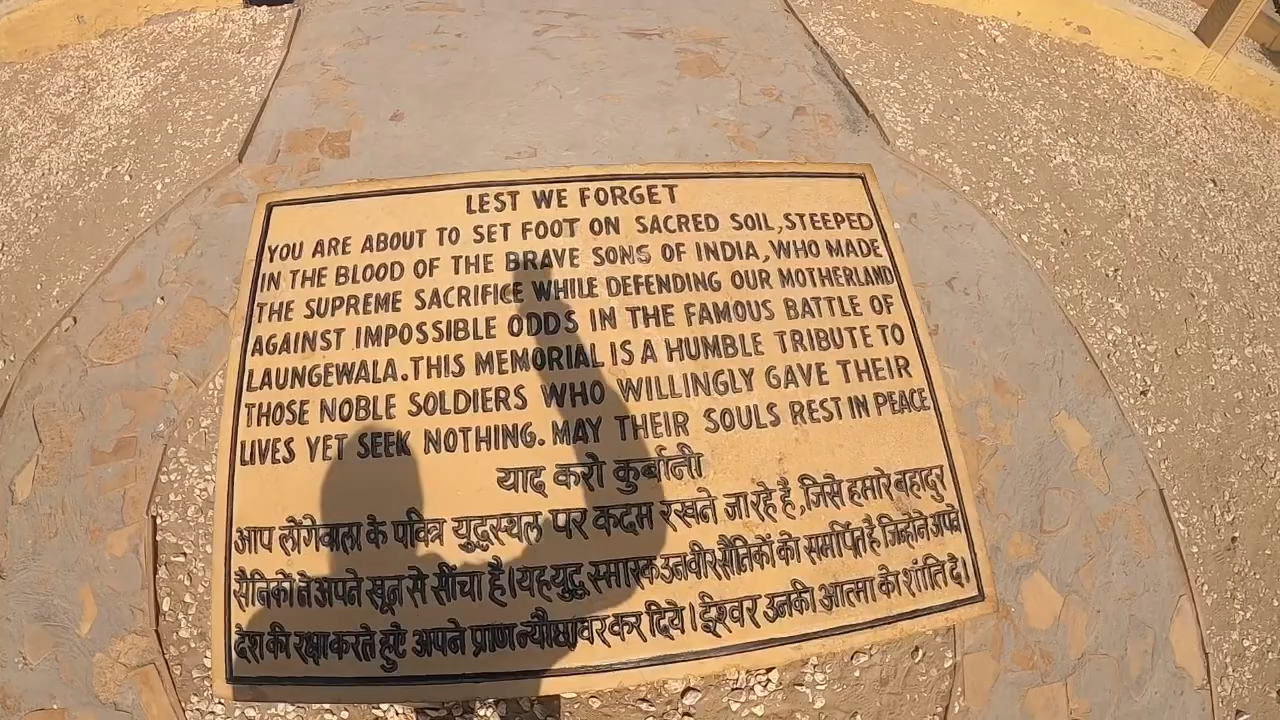 LEST WE FORGET
YOU ARE ABOUT TO SET FOOT ON SACRED SOIL, STEEPED
IN THE BLOOD OF THE BRAVE SONS OF INDIA, WHO MADE
THE SUPREME SACRIFICE WHILE DEFENDING OUR MOTHERLAND
AGAINST IMPOSSIBLE ODDS IN THE FAMOUS BATTLE OF
LAUNGEWALA. THIS MEMORIAL IS A HUMBLE TRIBUTE TO
THOSE NOBLE SOLDIERS WHO WILLINGLY GAVE THEIR
LIVES YET SEEK NOTHING. MAY THEIR SOULS REST IN PEACE
याद करो कुर्बानी
आप लोंगेवाला के पवित्र युद्धस्थल पर कदम रखने जा रहे है, जिसे हमारे बहादुर
सैनिकों ने अपने खून से सींचा है। यह युद्ध स्मारक उन वीर सैनिकों को समर्पित है जिन्होंने अपने
देश की रक्षा करते हुए अपने प्राण न्यौछावर कर दिये। ईश्वर उनकी आत्मा को शांति दे।